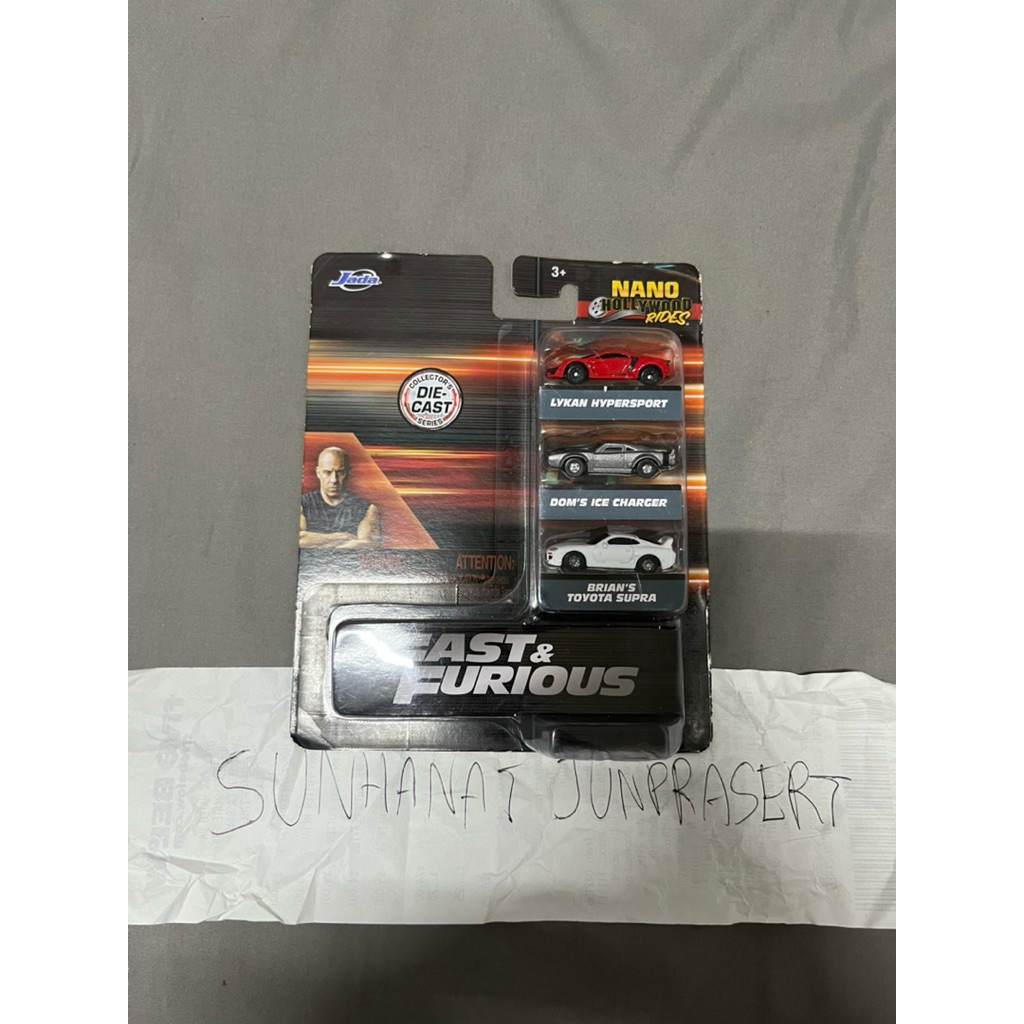 Jada
3+
NANO
HOLLYWOOD
RIDES
COLLECTOR'S
DIE-
CAST
SERIES
LYKAN HYPERSPORT
DOM'S ICE CHARGER
ATTENTION:
BRIAN'S
TOYOTA SUPRA
FAST &
FURIOUS
SUNHANAT JUNPRASERT